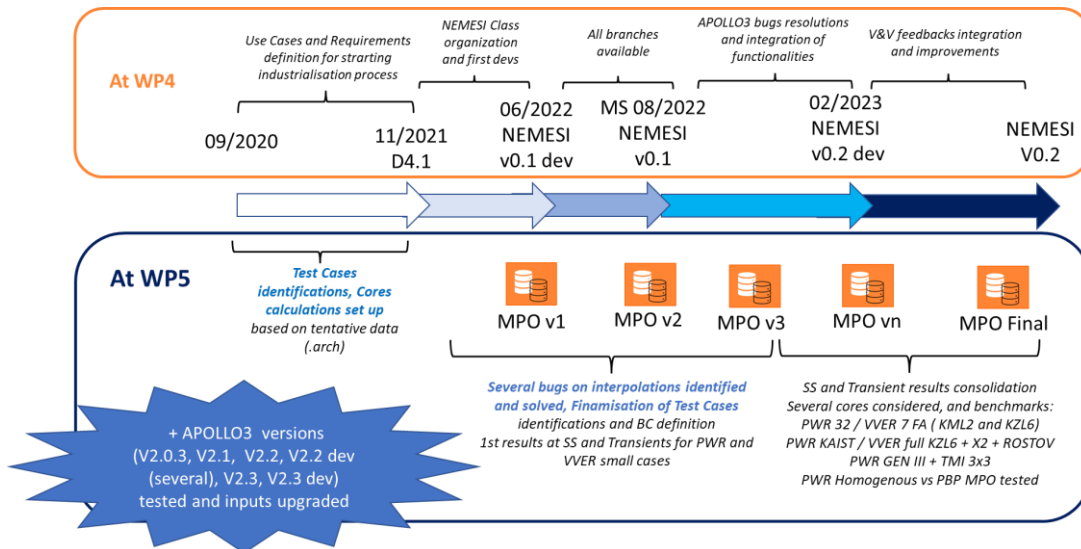 Use Cases and Requirements
definition for strarting
industrialisation process
NEMESI Class
organization
and first devs
All branches
available
APOLLO3 bugs resolutions
and integration of
functionalities
V&V feedbacks integration
and improvements
At WP4
09/2020
11/2021
D4.1
06/2022
NEMESI
v0.1 dev
MS 08/2022
NEMESI
v0.1
02/2023
NEMESI
v0.2 dev
NEMESI
V0.2
At WP5
Test Cases
identifications, Cores
calculations set up
based on tentative data
(.arch)
MPO v1
MPO v2
MPO v3
MPO vn
MPO Final
Several bugs on interpolations identified
and solved, Finamisation of Test Cases
identifications and BC definition
1st results at SS and Transients for PWR and
VVER small cases
SS and Transient results consolidation
Several cores considered, and benchmarks:
PWR 32 / VVER 7 FA ( KML2 and KZL6)
PWR KAIST / VVER full KZL6 + X2 + ROSTOV
PWR GEN III + TMI 3x3
PWR Homogenous vs PBP MPO tested
+ APOLLO3 versions
(V2.0.3, V2.1, V2.2, V2.2 dev
(several), V2.3, V2.3 dev)
tested and inputs upgraded